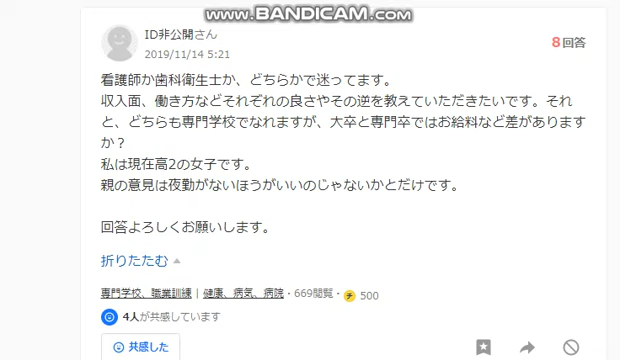 www.BANDICAM.com
ID非公開さん
2019/11/14 5:21
8回答
看護師か歯科衛生士か、どちらかで迷ってます。
収入面、働き方などそれぞれの良さやその逆を教えていただきたいです。それ
と、どちらも専門学校でなれますが、大卒と専門卒ではお給料など差があります
か？
私は現在高2の女子です。
親の意見は夜勤がないほうがいいのじゃないかとだけです。
回答よろしくお願いします。
折りたたむ
専門学校、職業訓練 | 健康、病気、病院・669閲覧・チ 500
4人が共感しています
共感した